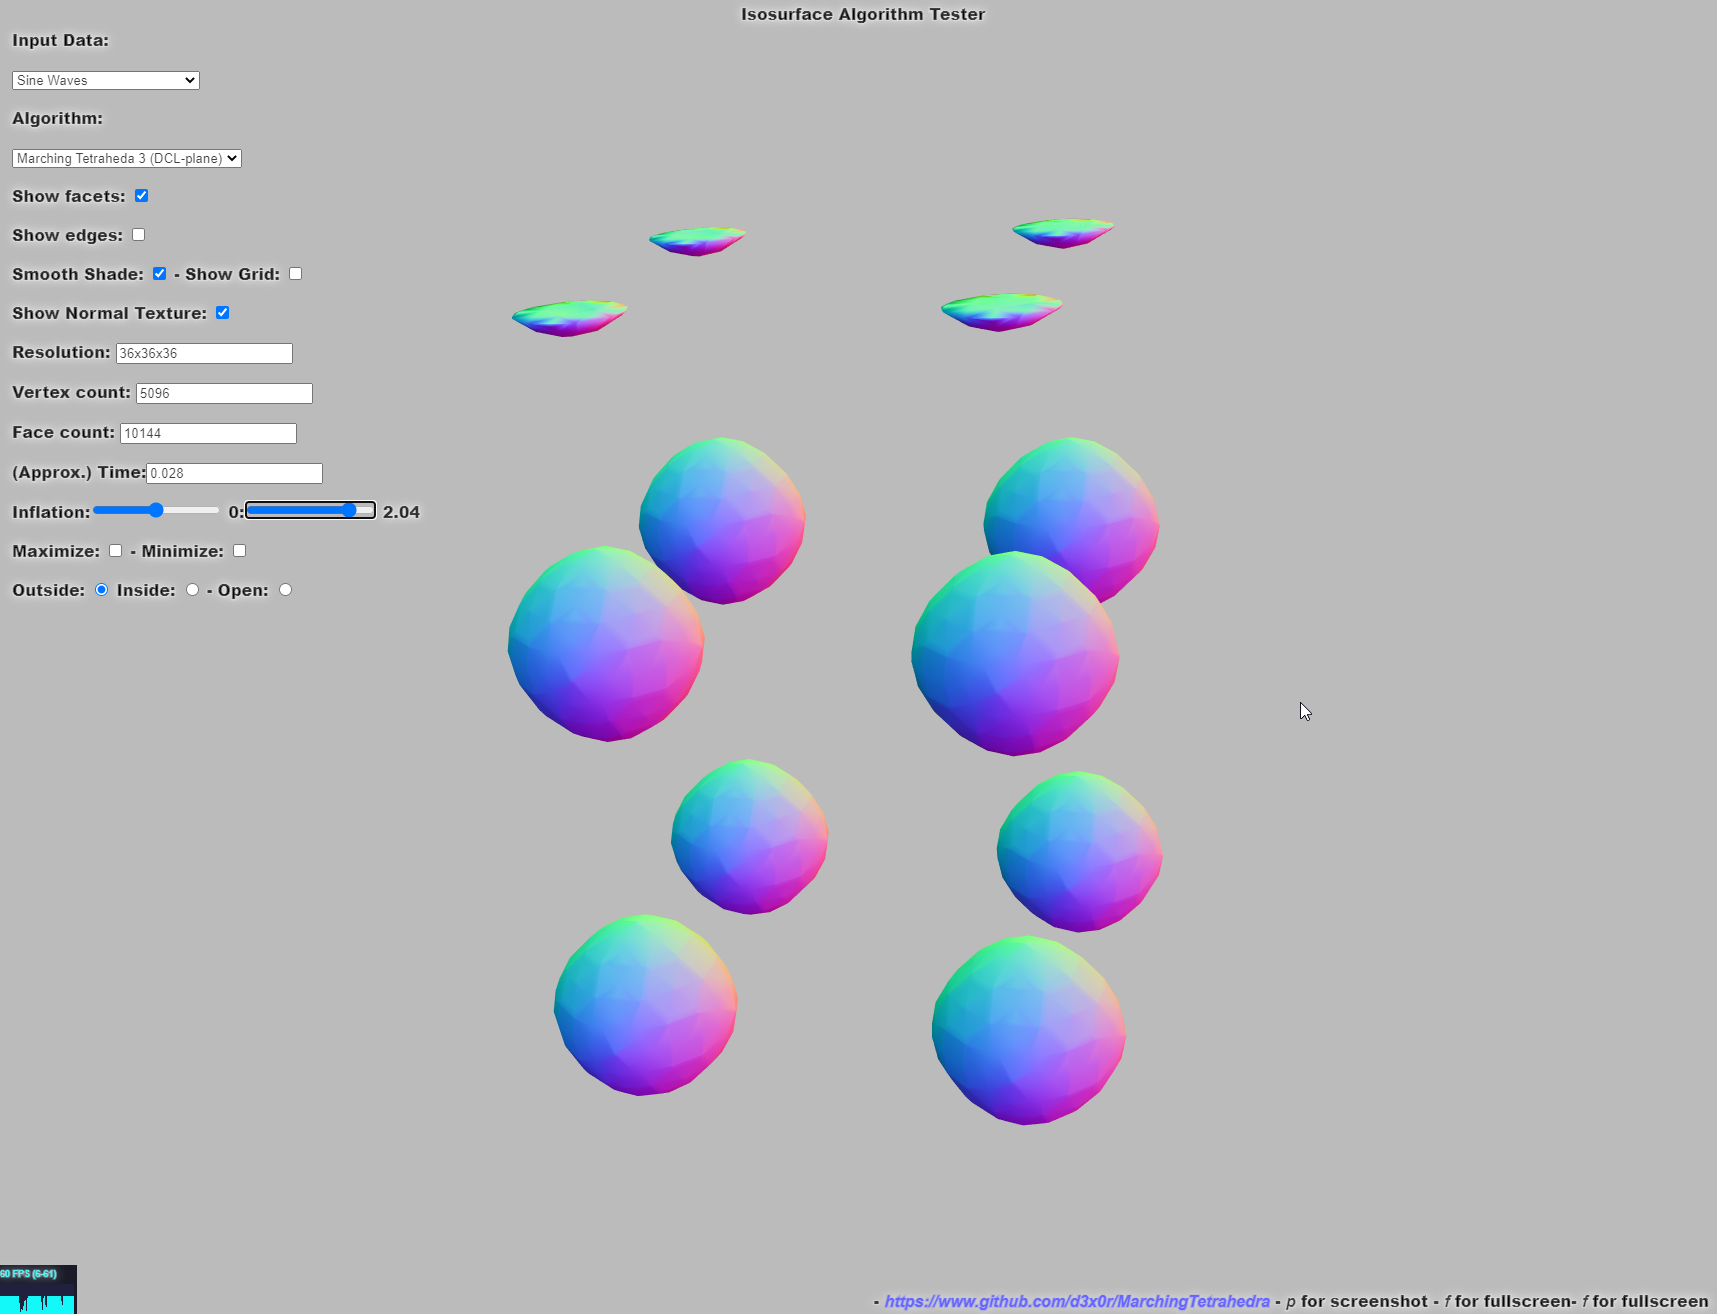 Isosurface Algorithm Tester
Input Data:
Sine Waves
Algorithm:
Marching Tetraheda 3 (DCL-plane)
Show facets:
Show edges:
Smooth Shade: - Show Grid:
Show Normal Texture:
Resolution: 36x36x36
Vertex count: 5096
Face count: 10144
(Approx.) Time: 0.028
Inflation: 0: 2.04
Maximize: - Minimize:
Outside: Inside: - Open:
60 FPS (6-61)
- https://www.github.com/d3x0r/MarchingTetrahedra - p for screenshot - f for fullscreen- f for fullscreen